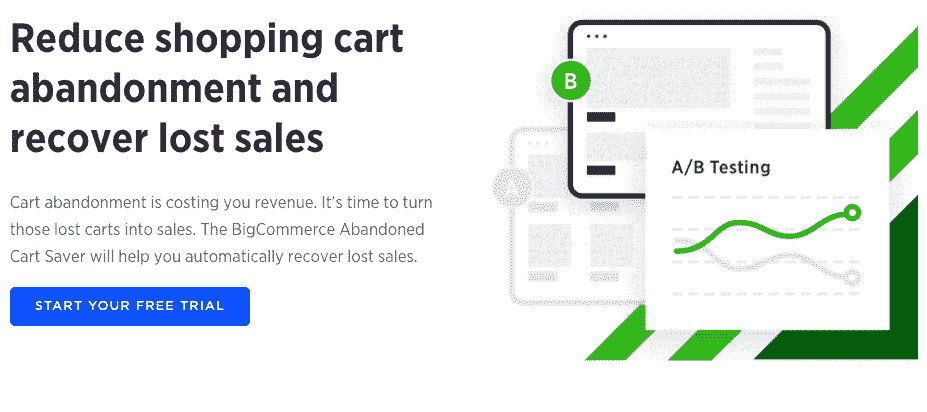 Reduce shopping cart
abandonment and
recover lost sales
Cart abandonment is costing you revenue. It's time to turn
those lost carts into sales. The BigCommerce Abandoned
Cart Saver will help you automatically recover lost sales.
START YOUR FREE TRIAL
B
A
A/B Testing